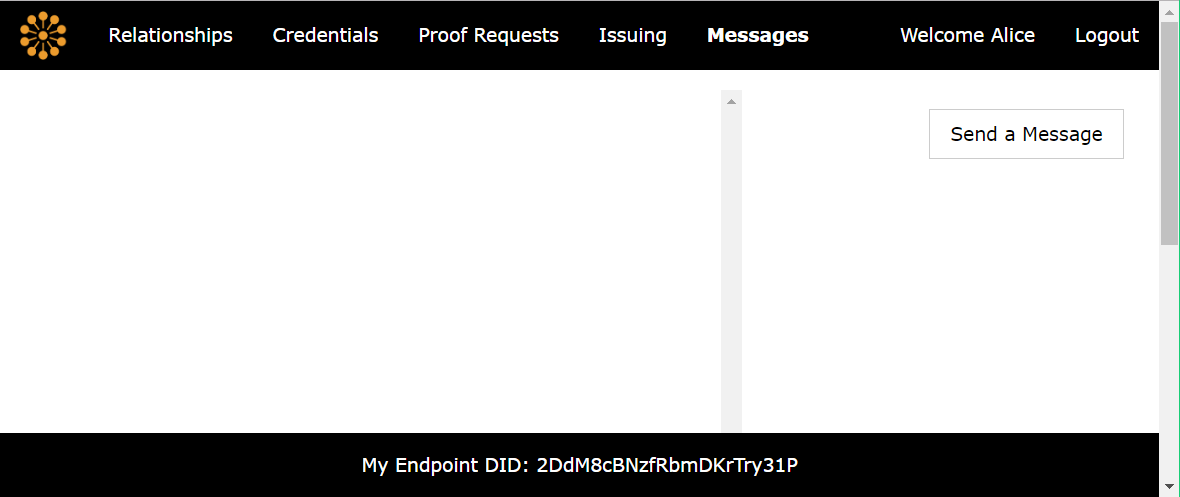 Relationships Credentials Proof Requests Issuing Messages Welcome Alice Logout
Send a Message
My Endpoint DID: 2DdM8cBNzfRbmDKrTry31P